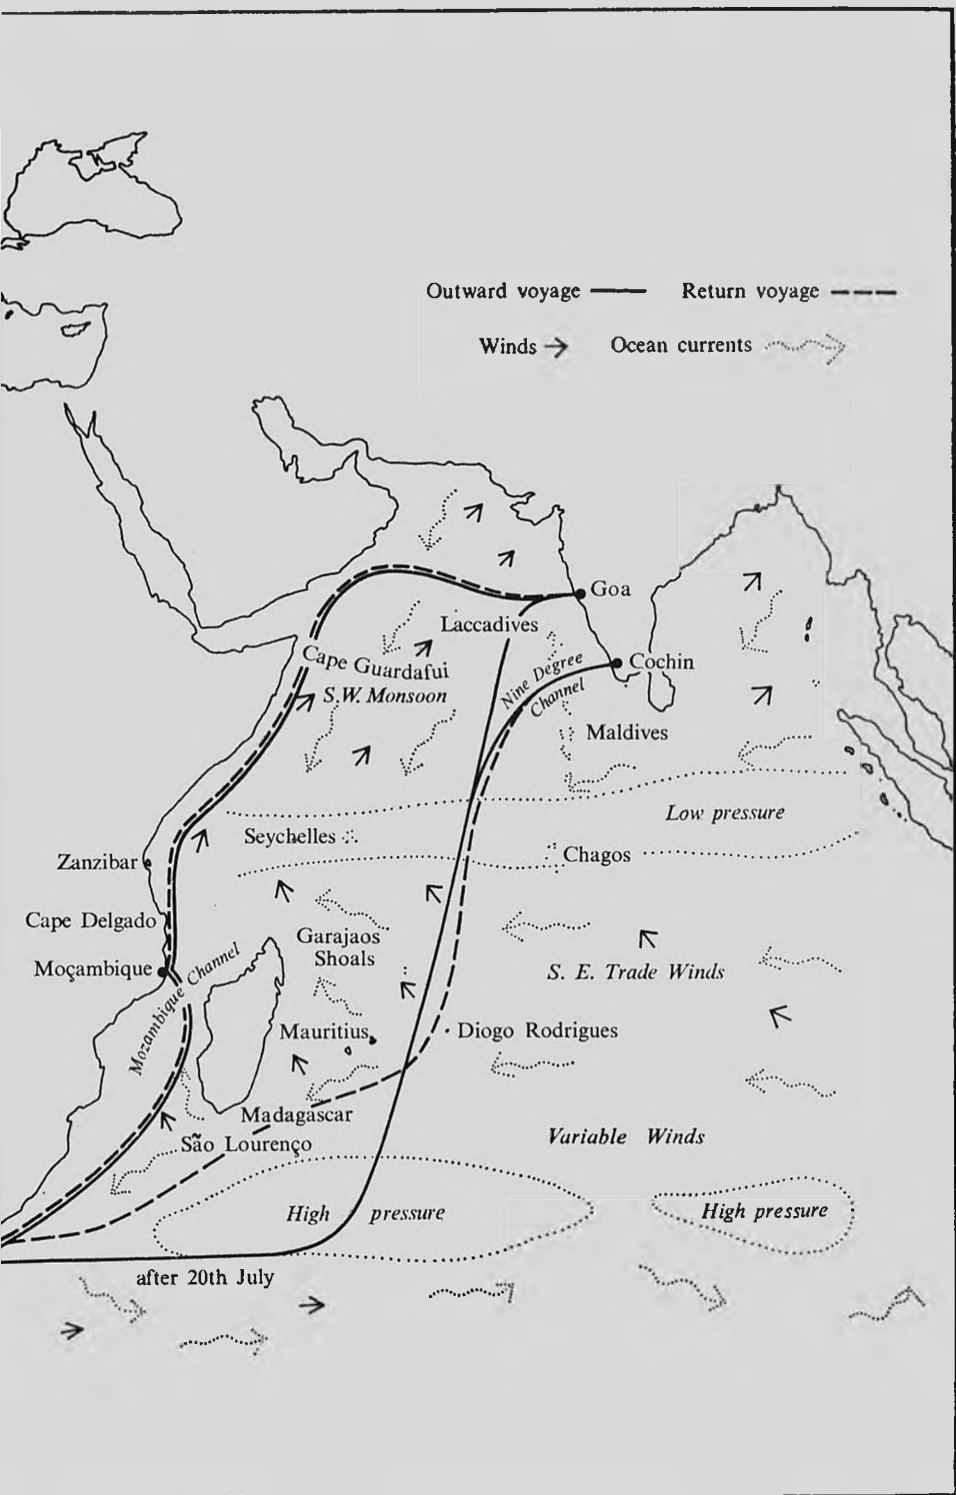 Outward voyage
Return voyage
Winds
Ocean currents
Goa
Laccadives
Cape Guardafui
S.W. Monsoon
Nine Degree
Channel
Cochin
Maldives
Low pressure
Seychelles
Chagos
Zanzibar
Cape Delgado
Garajaos
Shoals
Moçambique
Mozambique Channel
S. E. Trade Winds
Mauritius
Diogo Rodrigues
Madagascar
São Lourenço
Variable Winds
High pressure
High pressure
after 20th July